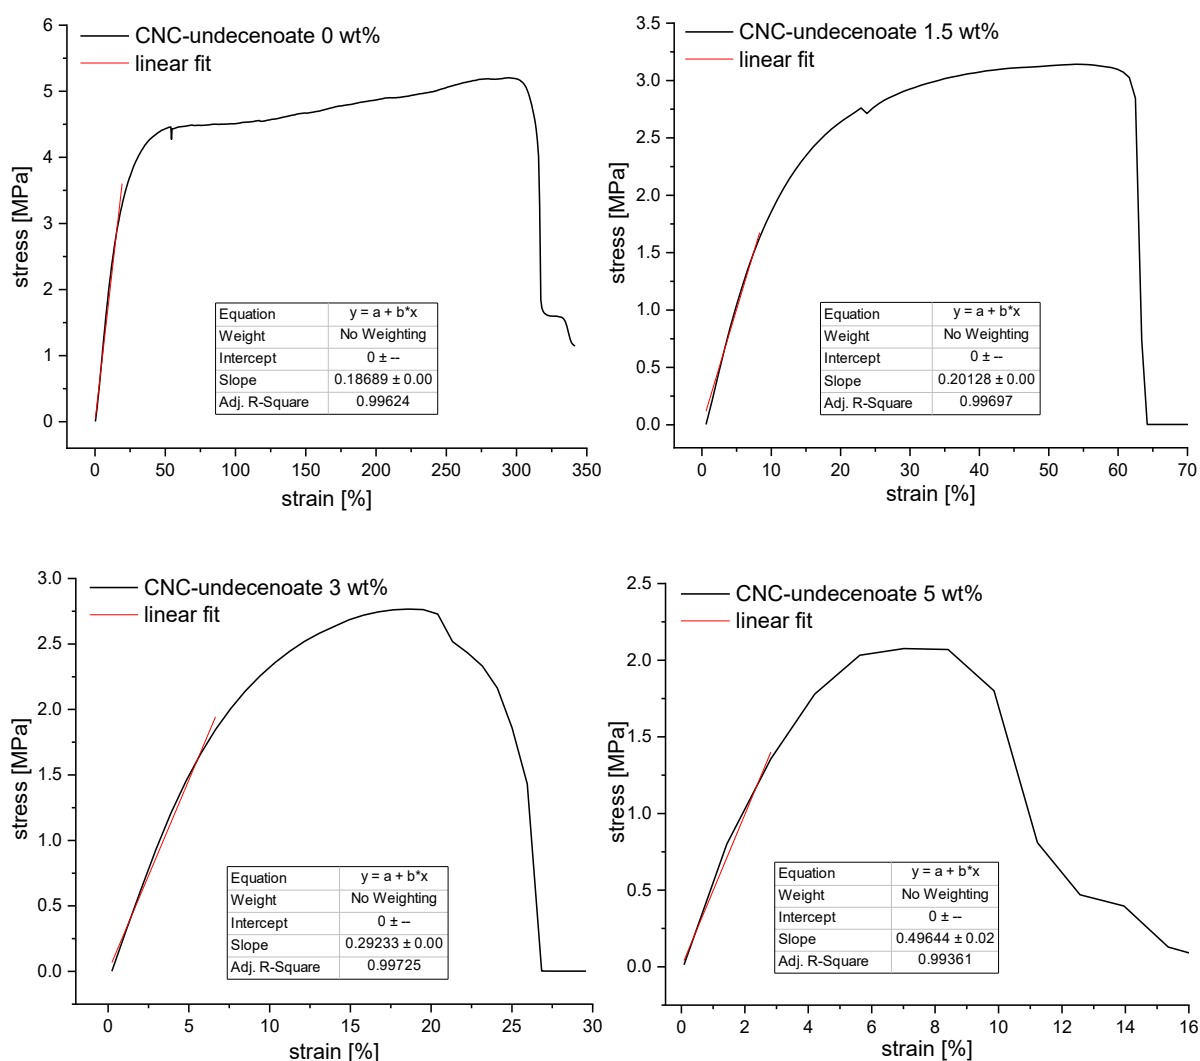 CNC-undecenoate 0 wt%
linear fit
6
5
4
3
2
1
0
stress [MPa]
Equation y = a + b*x
Weight No Weighting
Intercept 0 ± --
Slope 0.18689 ± 0.00
Adj. R-Square 0.99624
0 50 100 150 200 250 300 350
strain [%]
CNC-undecenoate 1.5 wt%
linear fit
3.5
3.0
2.5
2.0
1.5
1.0
0.5
0.0
stress [MPa]
Equation y = a + b*x
Weight No Weighting
Intercept 0 ± --
Slope 0.20128 ± 0.00
Adj. R-Square 0.99697
0 10 20 30 40 50 60 70
strain [%]
CNC-undecenoate 3 wt%
linear fit
3.0
2.5
2.0
1.5
1.0
0.5
0.0
stress [MPa]
Equation y = a + b*x
Weight No Weighting
Intercept 0 ± --
Slope 0.29233 ± 0.00
Adj. R-Square 0.99725
0 5 10 15 20 25 30
strain [%]
CNC-undecenoate 5 wt%
linear fit
2.5
2.0
1.5
1.0
0.5
0.0
stress [MPa]
Equation y = a + b*x
Weight No Weighting
Intercept 0 ± --
Slope 0.49644 ± 0.02
Adj. R-Square 0.99361
0 2 4 6 8 10 12 14 16
strain [%]